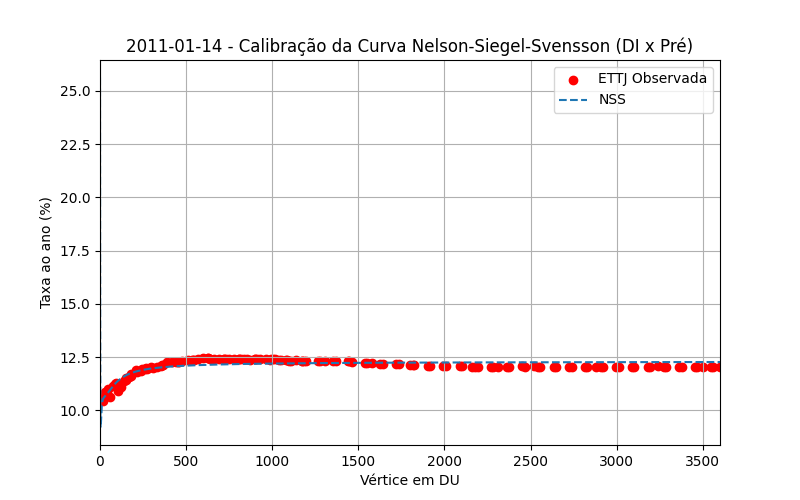 2011-01-14 - Calibração da Curva Nelson-Siegel-Svensson (DI x Pré)
ETTJ Observada
NSS
Taxa ao ano (%)
25.0
22.5
20.0
17.5
15.0
12.5
10.0
0 500 1000 1500 2000 2500 3000 3500
Vértice em DU